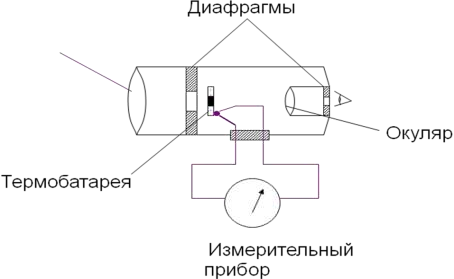 Диафрагмы
Окуляр
Термобатарея
Измерительный
прибор